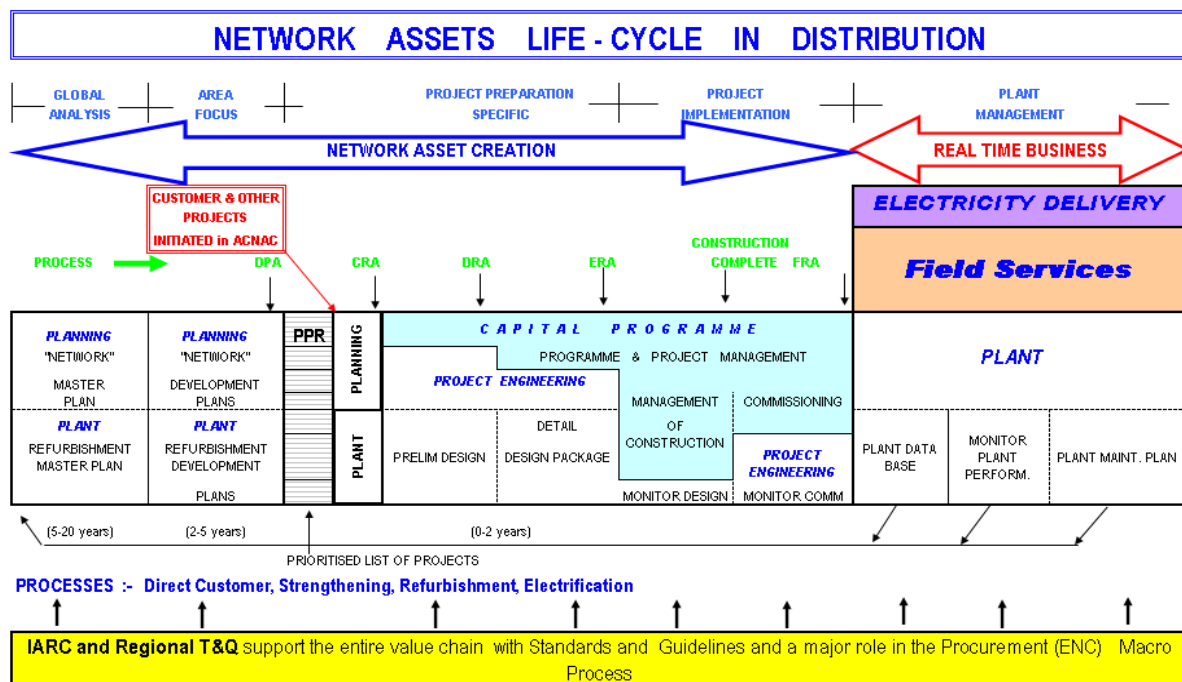 NETWORK ASSETS LIFE - CYCLE IN DISTRIBUTION
GLOBAL
ANALYSIS
AREA
FOCUS
PROJECT PREPARATION
SPECIFIC
PROJECT
IMPLEMENTATION
PLANT
MANAGEMENT
NETWORK ASSET CREATION
REAL TIME BUSINESS
CUSTOMER & OTHER
PROJECTS
INITIATED in ACNAC
ELECTRICITY DELIVERY
Field Services
PROCESS
DPA
CRA
DRA
ERA
CONSTRUCTION
COMPLETE FRA
PLANNING
"NETWORK"
MASTER
PLAN
PLANT
REFURBISHMENT
MASTER PLAN
PLANNING
"NETWORK"
DEVELOPMENT
PLANS
PLANT
REFURBISHMENT
DEVELOPMENT
PLANS
PPR
PLANNING
PLANT
CAPITAL PROGRAMME
PROGRAMME & PROJECT MANAGEMENT
PROJECT ENGINEERING
PRELIM DESIGN
DETAIL
DESIGN PACKAGE
MANAGEMENT
OF
CONSTRUCTION
MONITOR DESIGN
COMMISSIONING
PROJECT
ENGINEERING
MONITOR COMM
PLANT
PLANT DATA
BASE
MONITOR
PLANT
PERFORM.
PLANT MAINT. PLAN
(5-20 years)
(2-5 years)
(0-2 years)
PRIORITISED LIST OF PROJECTS
PROCESSES :- Direct Customer, Strengthening, Refurbishment, Electrification
IARC and Regional T&Q support the entire value chain with Standards and Guidelines and a major role in the Procurement (ENC) Macro
Process